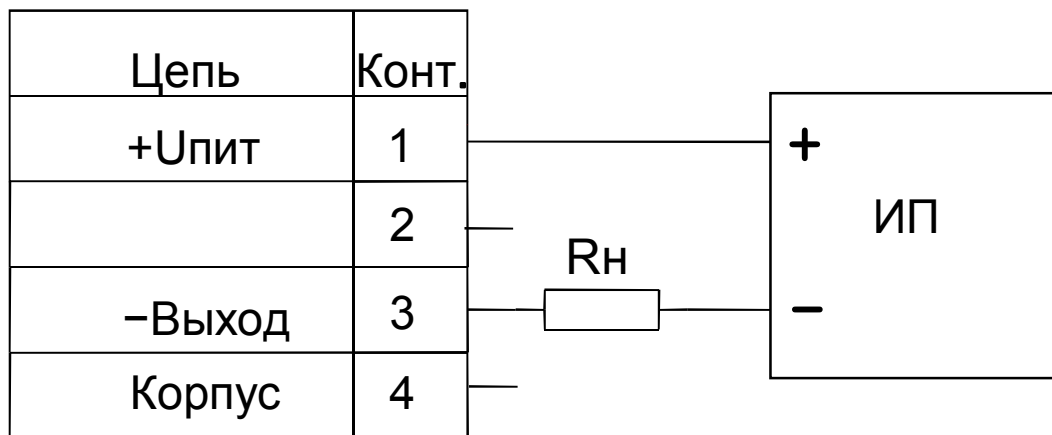 Цепь Конт.
+Uпит 1 +
2 ИП
Rн
−Выход 3 −
Корпус 4